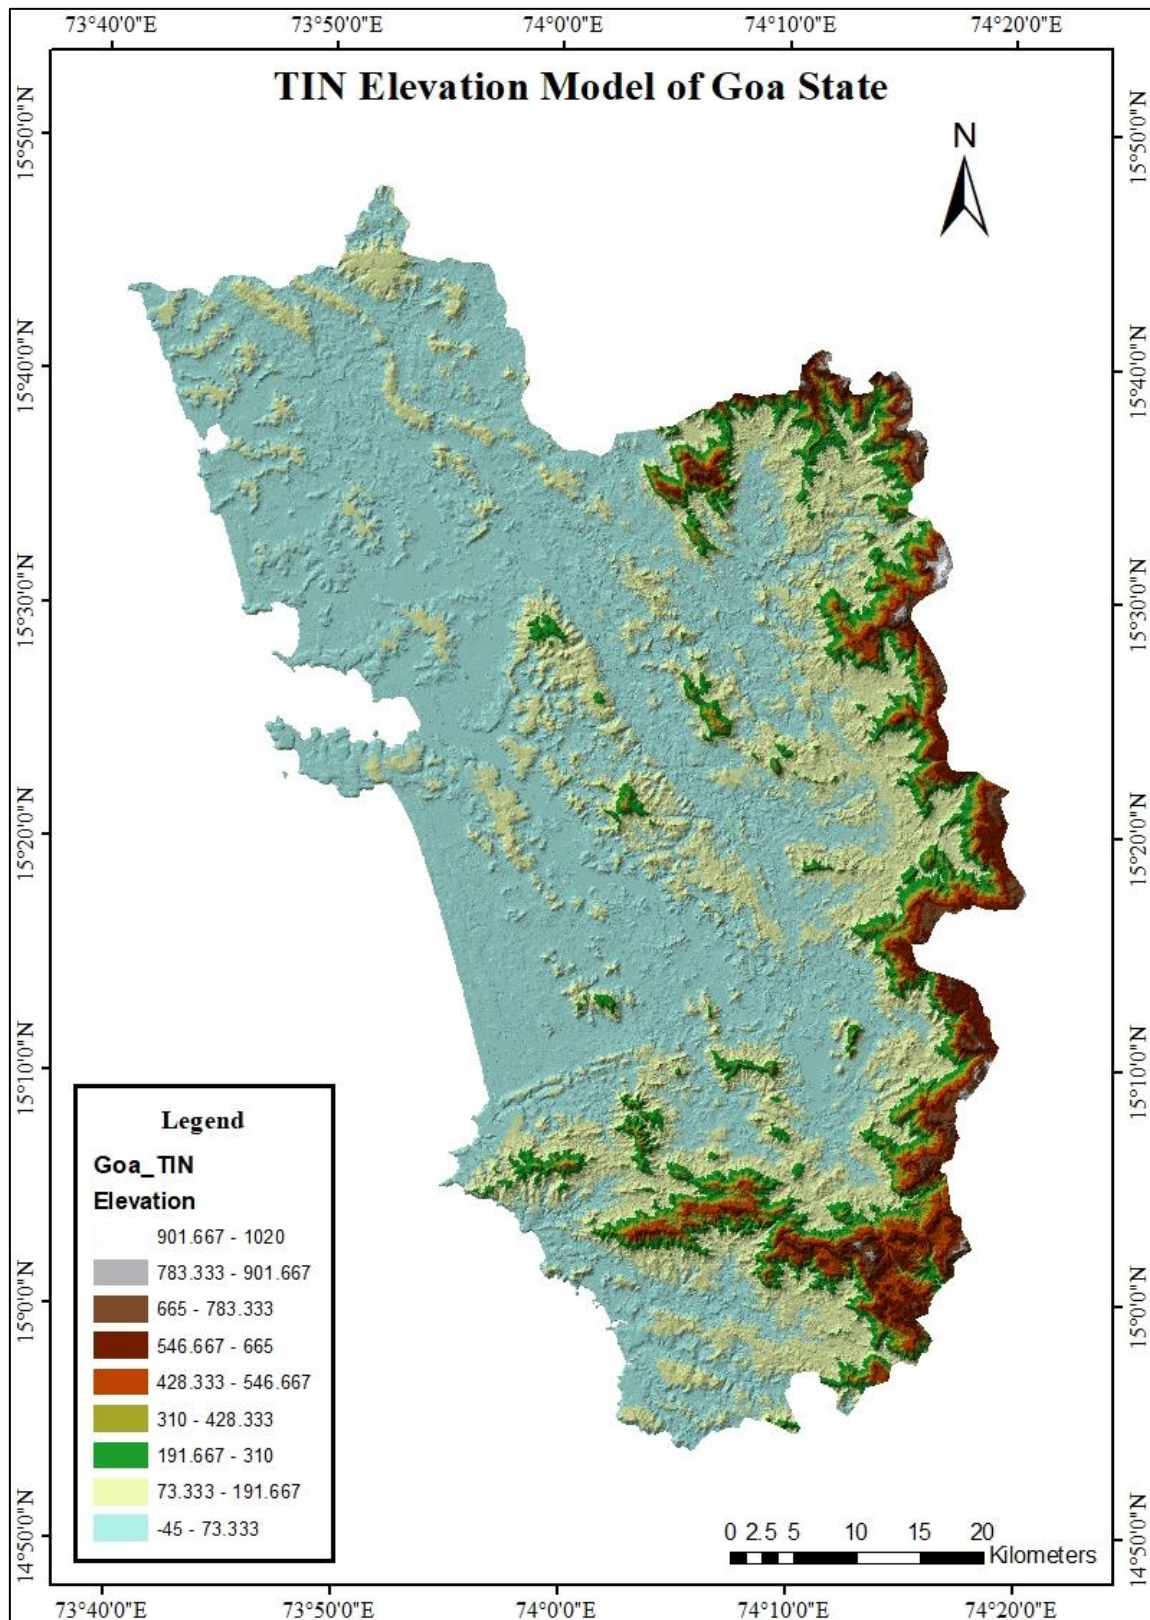 73°40'0"E 73°50'0"E 74°0'0"E 74°10'0"E 74°20'0"E
TIN Elevation Model of Goa State
N
15°50'0"N 15°50'0"N
15°40'0"N 15°40'0"N
15°30'0"N 15°30'0"N
15°20'0"N 15°20'0"N
15°10'0"N 15°10'0"N
15°0'0"N 15°0'0"N
14°50'0"N 14°50'0"N
Legend
Goa_TIN
Elevation
901.667 - 1020
783.333 - 901.667
665 - 783.333
546.667 - 665
428.333 - 546.667
310 - 428.333
191.667 - 310
73.333 - 191.667
-45 - 73.333
0 2.5 5 10 15 20
Kilometers
73°40'0"E 73°50'0"E 74°0'0"E 74°10'0"E 74°20'0"E